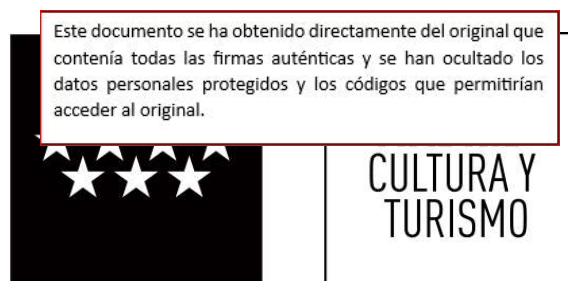 Este documento se ha obtenido directamente del original que
contenía todas las firmas auténticas y se han ocultado los
datos personales protegidos y los códigos que permitirían
acceder al original.
CULTURA Y
TURISMO